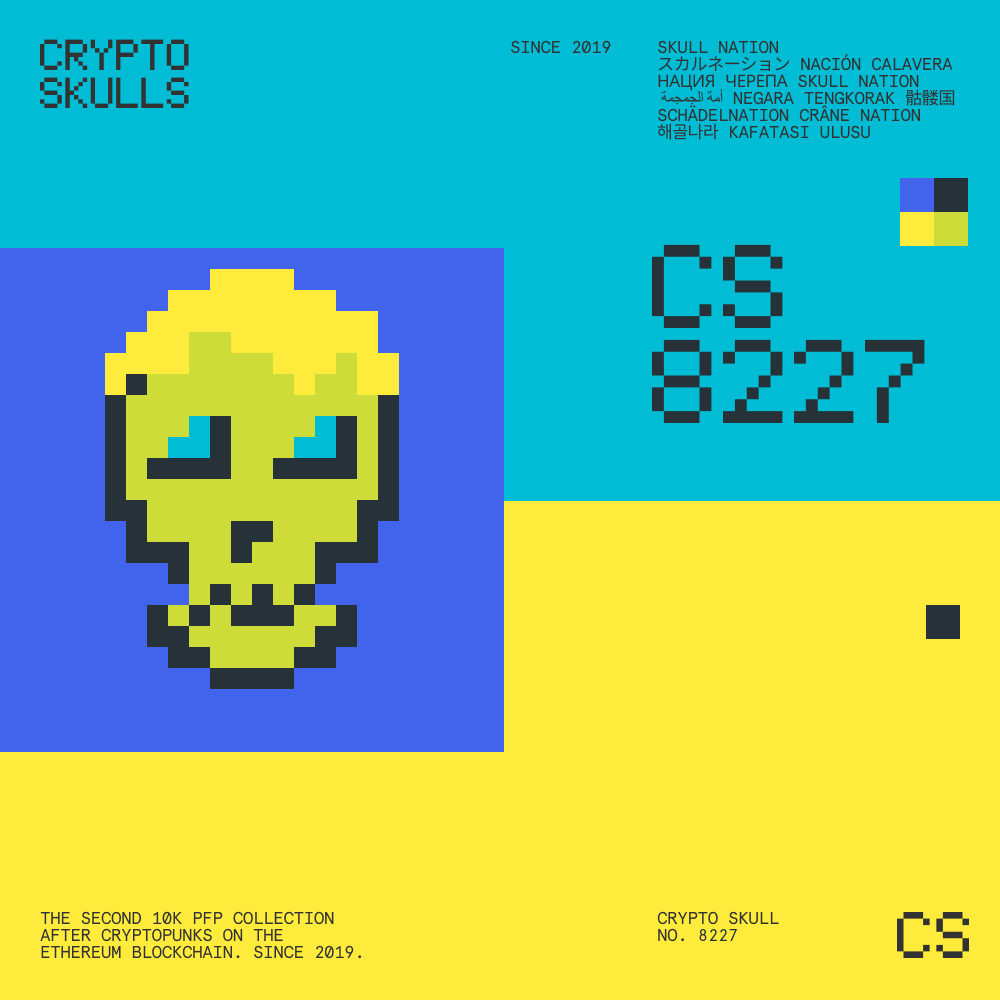 CRYPTO
SKULLS
SINCE 2019
SKULL NATION
スカルネーション NACIÓN CALAVERA
НАЦИЯ ЧЕРЕПА SKULL NATION
أمة الجمجمة NEGARA TENGKORAK 骷髅国
SCHÄDELNATION CRÂNE NATION
해골나라 KAFATASI ULUSU
CS
8227
THE SECOND 10K PFP COLLECTION
AFTER CRYPTOPUNKS ON THE
ETHEREUM BLOCKCHAIN. SINCE 2019.
CRYPTO SKULL
NO. 8227
CS